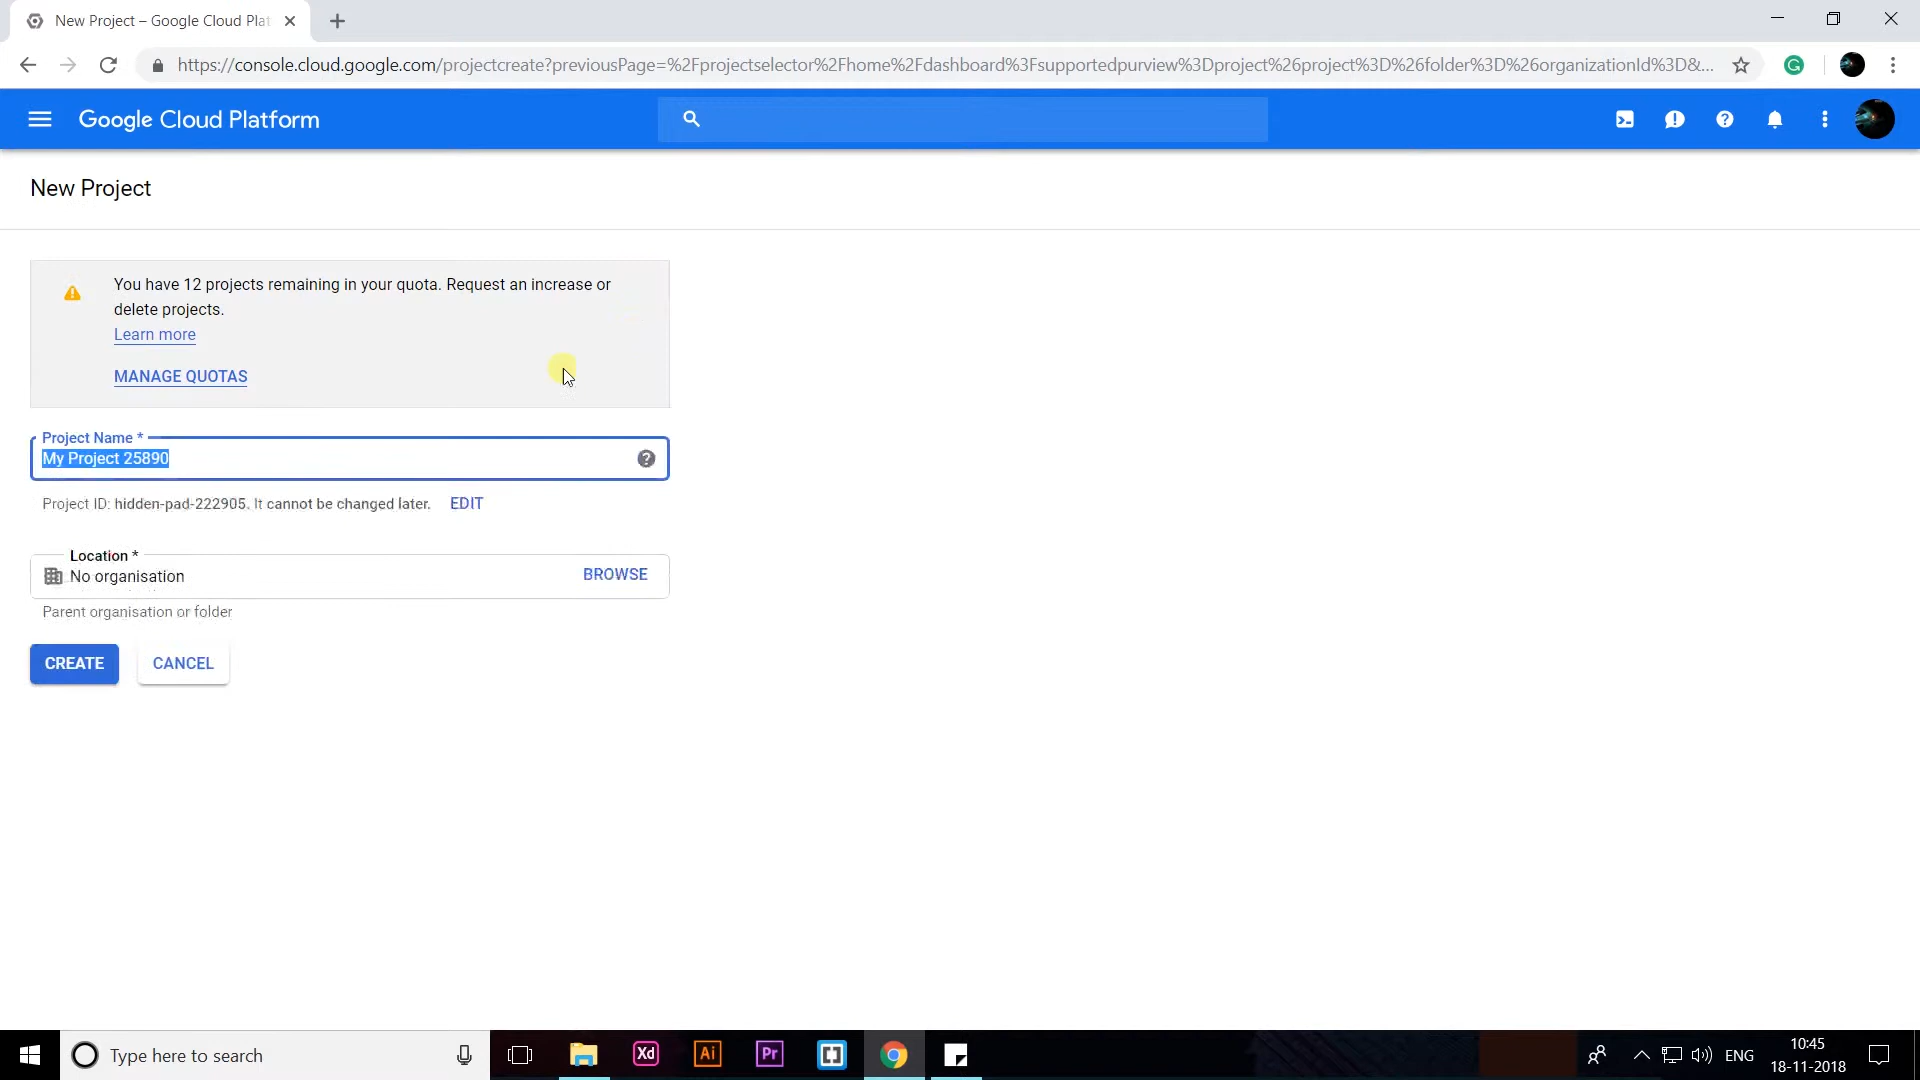 New Project – Google Cloud Plat
https://console.cloud.google.com/projectcreate?previousPage=%2Fprojectselector%2Fhome%2Fdashboard%3Fsupportedpurview%3Dproject%26project%3D%26folder%3D%26organizationId%3D&...
Google Cloud Platform
New Project
You have 12 projects remaining in your quota. Request an increase or
delete projects.
Learn more
MANAGE QUOTAS
Project Name *
My Project 25890
Project ID: hidden-pad-222905. It cannot be changed later. EDIT
Location *
No organisation BROWSE
Parent organisation or folder
CREATE CANCEL
Type here to search
Xd Ai Pr
ENG
10:45
18-11-2018